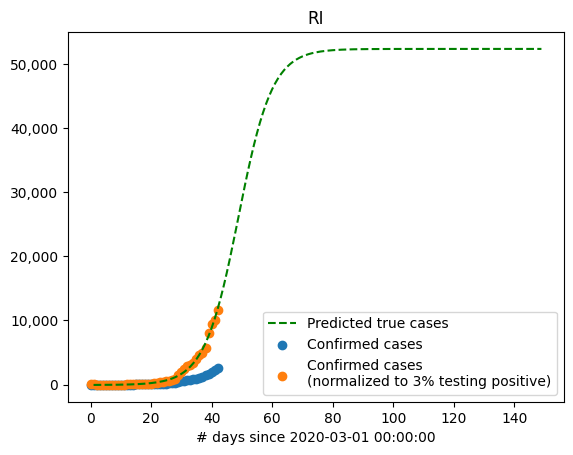 RI
50,000
40,000
30,000
20,000
10,000
0
Predicted true cases
Confirmed cases
Confirmed cases
(normalized to 3% testing positive)
0 20 40 60 80 100 120 140
# days since 2020-03-01 00:00:00